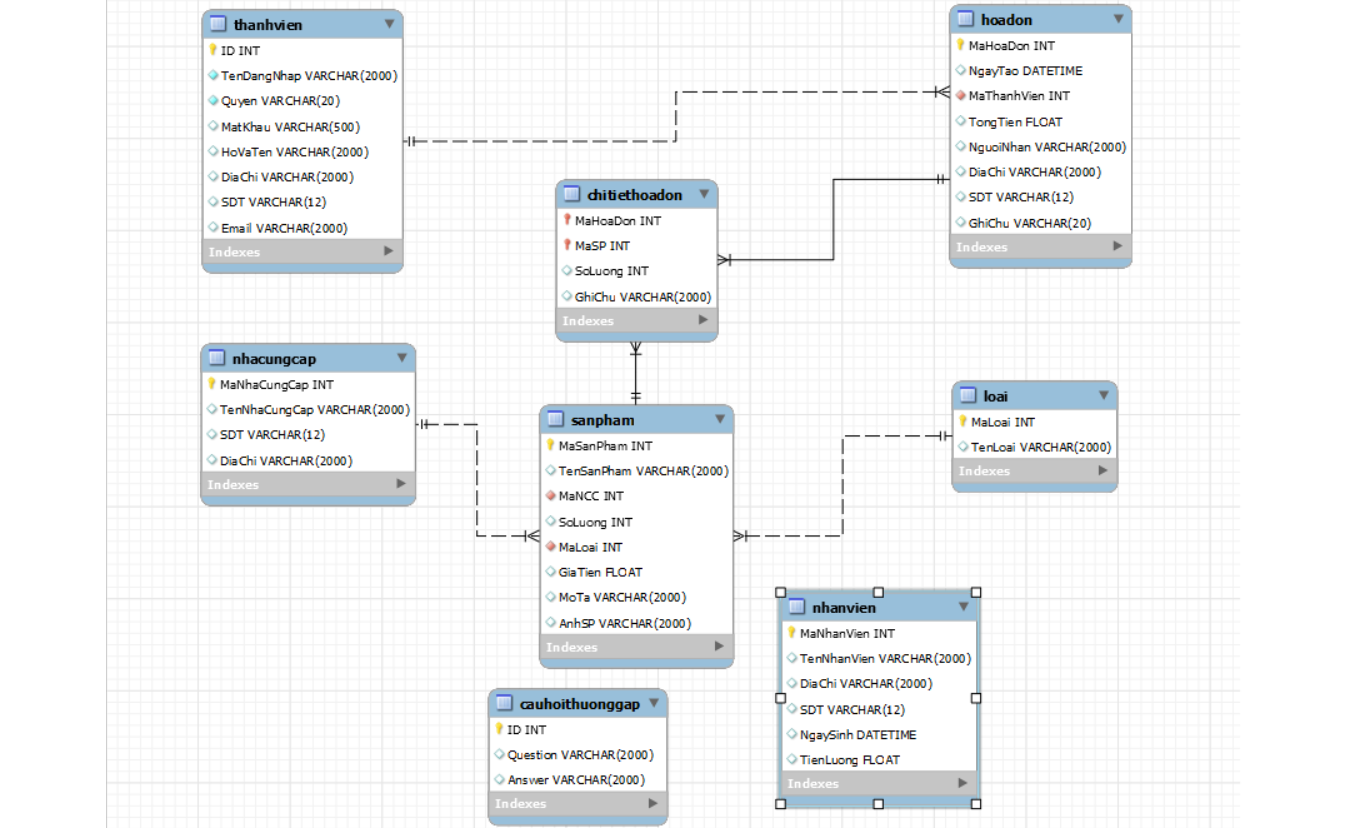 thanhvien
ID INT
TenDangNhap VARCHAR(2000)
Quyen VARCHAR(20)
MatKhau VARCHAR(500)
HoVaTen VARCHAR(2000)
DiaChi VARCHAR(2000)
SDT VARCHAR(12)
Email VARCHAR(2000)
Indexes
hoadon
MaHoaDon INT
NgayTao DATETIME
MaThanhVien INT
TongTien FLOAT
NguoiNhan VARCHAR(2000)
DiaChi VARCHAR(2000)
SDT VARCHAR(12)
GhiChu VARCHAR(20)
Indexes
chitiethoadon
MaHoaDon INT
MaSP INT
SoLuong INT
GhiChu VARCHAR(2000)
Indexes
nhacungcap
MaNhaCungCap INT
TenNhaCungCap VARCHAR(2000)
SDT VARCHAR(12)
DiaChi VARCHAR(2000)
Indexes
sanpham
MaSanPham INT
TenSanPham VARCHAR(2000)
MaNCC INT
SoLuong INT
MaLoai INT
GiaTien FLOAT
MoTa VARCHAR(2000)
AnhSP VARCHAR(2000)
Indexes
loai
MaLoai INT
TenLoai VARCHAR(2000)
Indexes
nhanvien
MaNhanVien INT
TenNhanVien VARCHAR(2000)
DiaChi VARCHAR(2000)
SDT VARCHAR(12)
NgaySinh DATETIME
TienLuong FLOAT
Indexes
cauhoithuonggap
ID INT
Question VARCHAR(2000)
Answer VARCHAR(2000)
Indexes